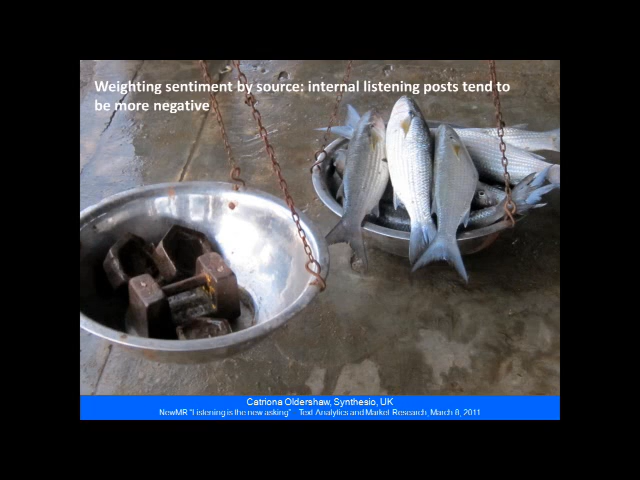 Weighting sentiment by source: internal listening posts tend to
be more negative
Catriona Oldershaw, Synthesio, UK
NewMR "Listening is the new asking" - Text Analytics and Market Research, March 8, 2011